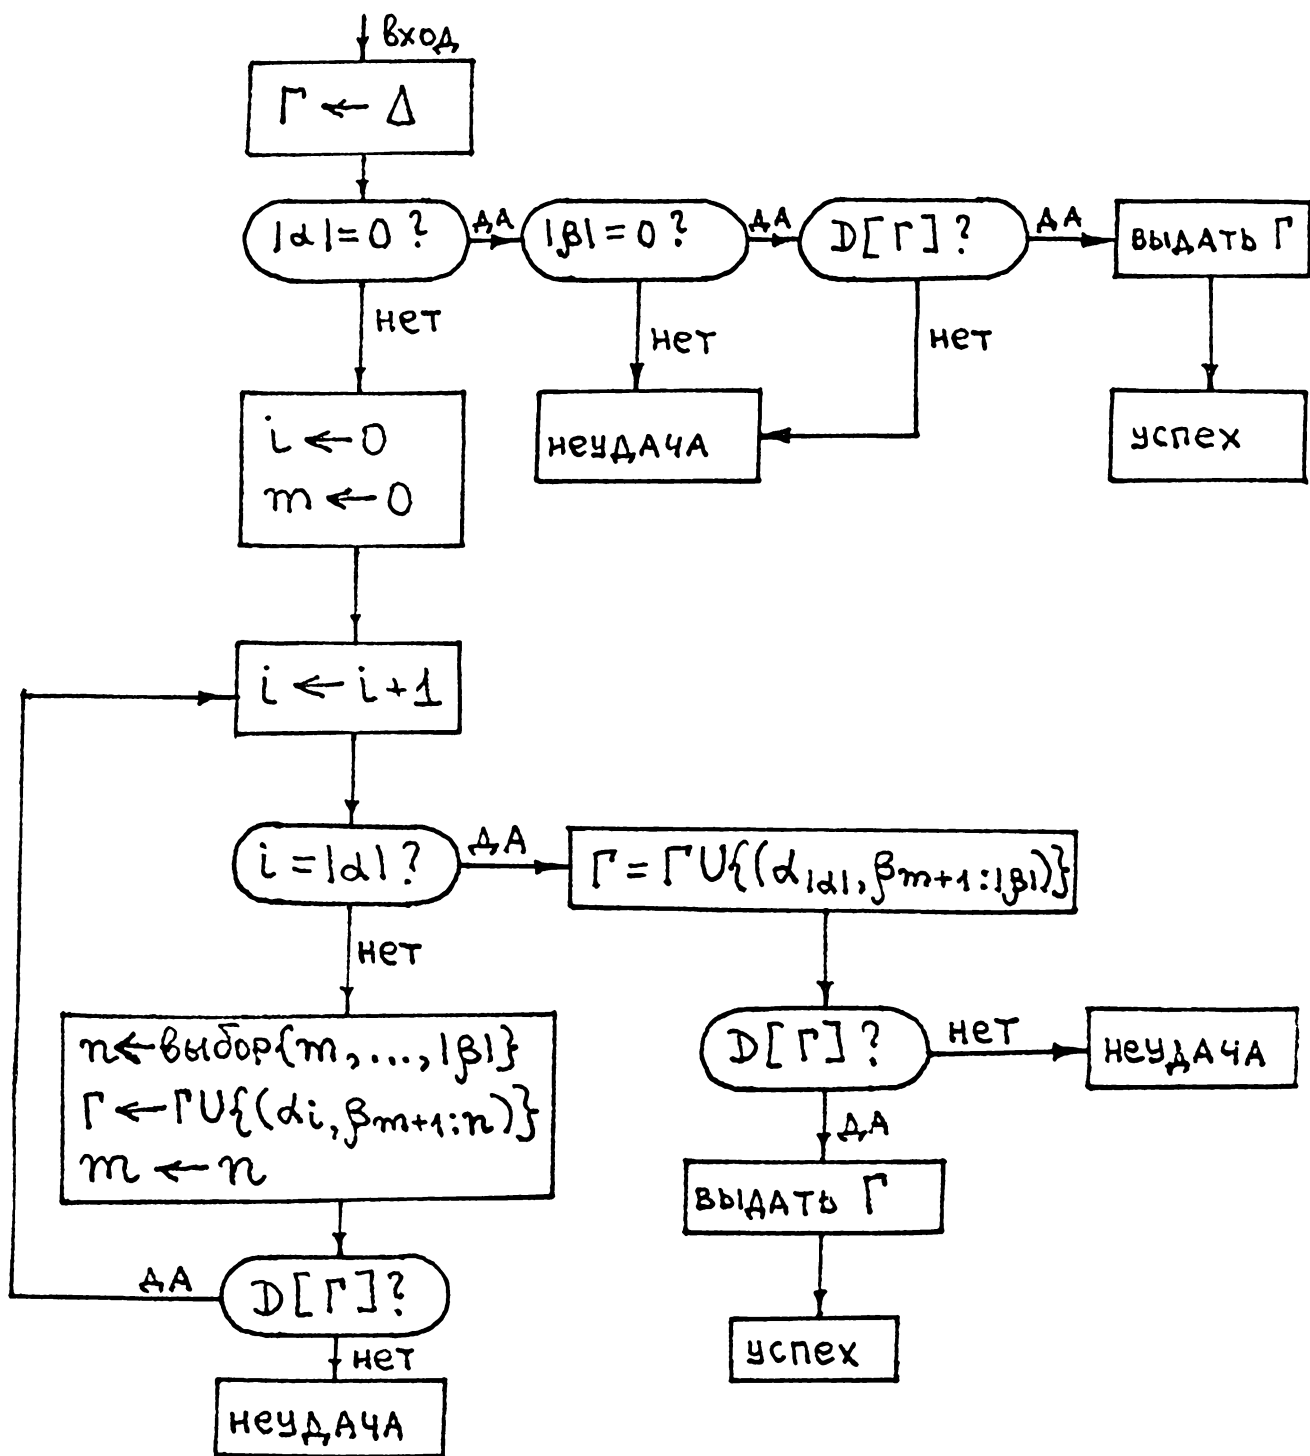 вход
Γ ← Δ
|α|=0 ?
ДА
|β|=0 ?
ДА
D[Γ]?
ДА
ВЫДАТЬ Γ
нет
нет
нет
i ← 0
m ← 0
неудача
успех
i ← i+1
i = |α| ?
ДА
Γ = Γ U {(α|α|, βm+1:|β|)}
нет
n ← выбор{m,...,|β|}
Γ ← Γ U {(αi, βm+1:n)}
m ← n
D[Γ]?
нет
неудача
ДА
ВЫДАТЬ Γ
ДА
D[Γ]?
успех
нет
неудача